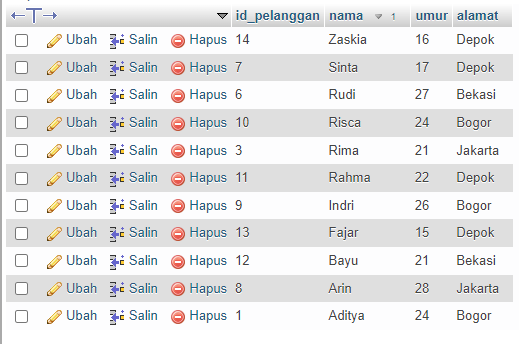 id_pelanggan nama 1 umur alamat
Ubah Salin Hapus 14 Zaskia 16 Depok
Ubah Salin Hapus 7 Sinta 17 Depok
Ubah Salin Hapus 6 Rudi 27 Bekasi
Ubah Salin Hapus 10 Risca 24 Bogor
Ubah Salin Hapus 3 Rima 21 Jakarta
Ubah Salin Hapus 11 Rahma 22 Depok
Ubah Salin Hapus 9 Indri 26 Bogor
Ubah Salin Hapus 13 Fajar 15 Depok
Ubah Salin Hapus 12 Bayu 21 Bekasi
Ubah Salin Hapus 8 Arin 28 Jakarta
Ubah Salin Hapus 1 Aditya 24 Bogor